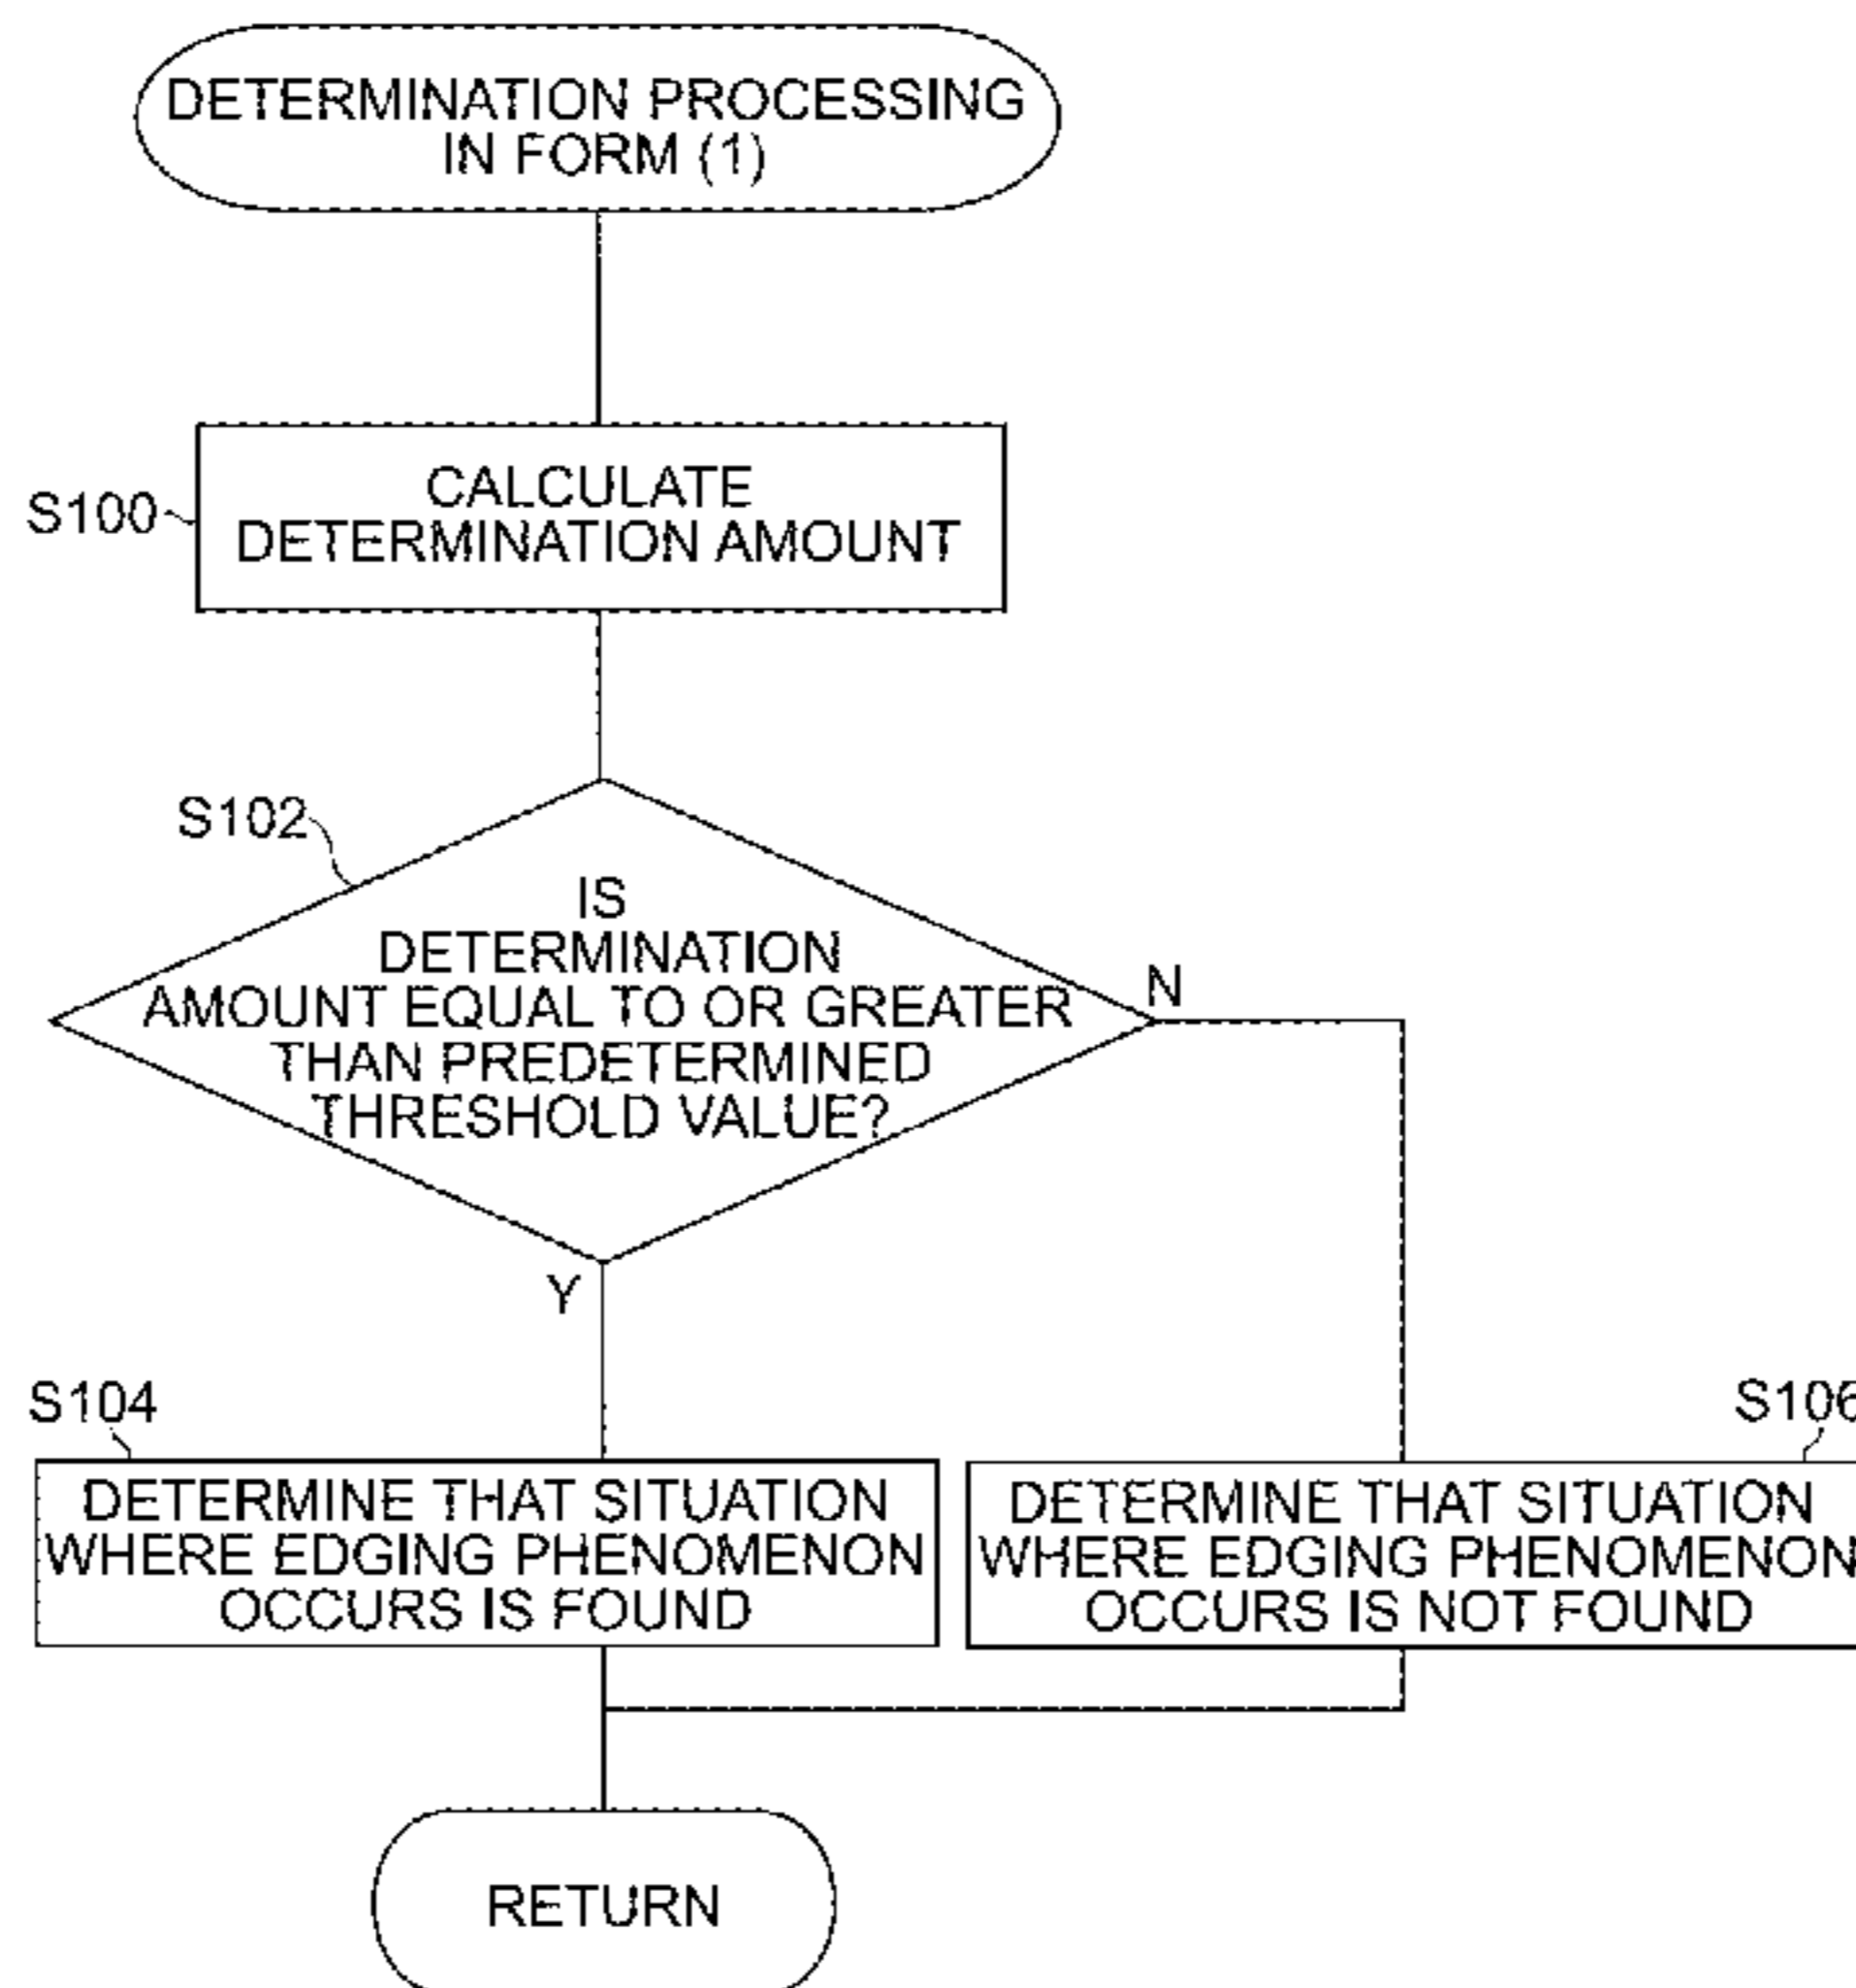 DETERMINATION PROCESSING
IN FORM (1)
S100
CALCULATE
DETERMINATION AMOUNT
S102
IS
DETERMINATION
AMOUNT EQUAL TO OR GREATER
THAN PREDETERMINED
THRESHOLD VALUE?
N
Y
S104
DETERMINE THAT SITUATION
WHERE EDGING PHENOMENON
OCCURS IS FOUND
S106
DETERMINE THAT SITUATION
WHERE EDGING PHENOMENON
OCCURS IS NOT FOUND
RETURN